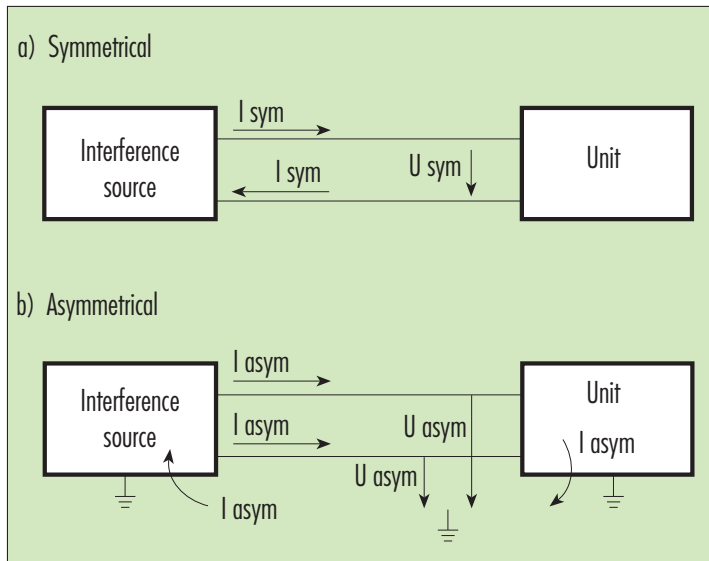 a) Symmetrical
I sym
Interference
source
I sym
U sym
Unit
b) Asymmetrical
I asym
Interference
source
I asym
U asym
Unit
I asym
U asym
I asym